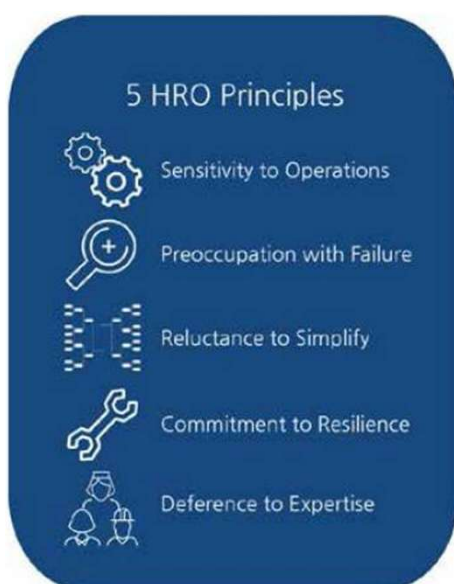 5 HRO Principles
Sensitivity to Operations
Preoccupation with Failure
Reluctance to Simplify
Commitment to Resilience
Deference to Expertise